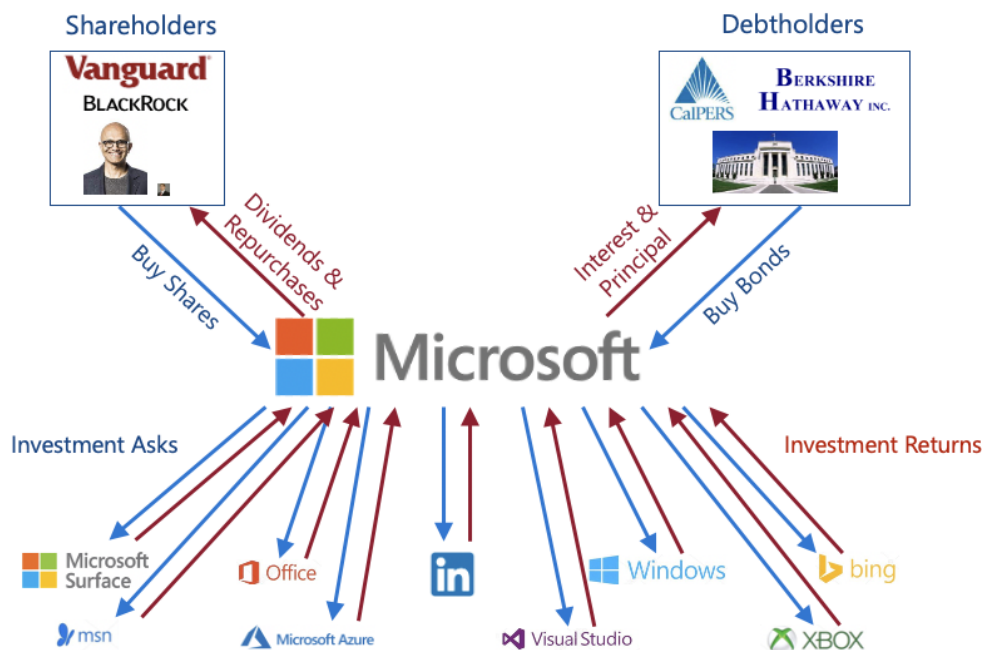 Shareholders
Debtholders
Vanguard
BLACKROCK
CalPERS
BERKSHIRE
HATHAWAY INC.
Dividends &
Repurchases
Buy Shares
Interest &
Principal
Buy Bonds
Microsoft
Investment Asks
Investment Returns
Microsoft
Surface
Office
in
Windows
bing
msn
Microsoft Azure
Visual Studio
XBOX